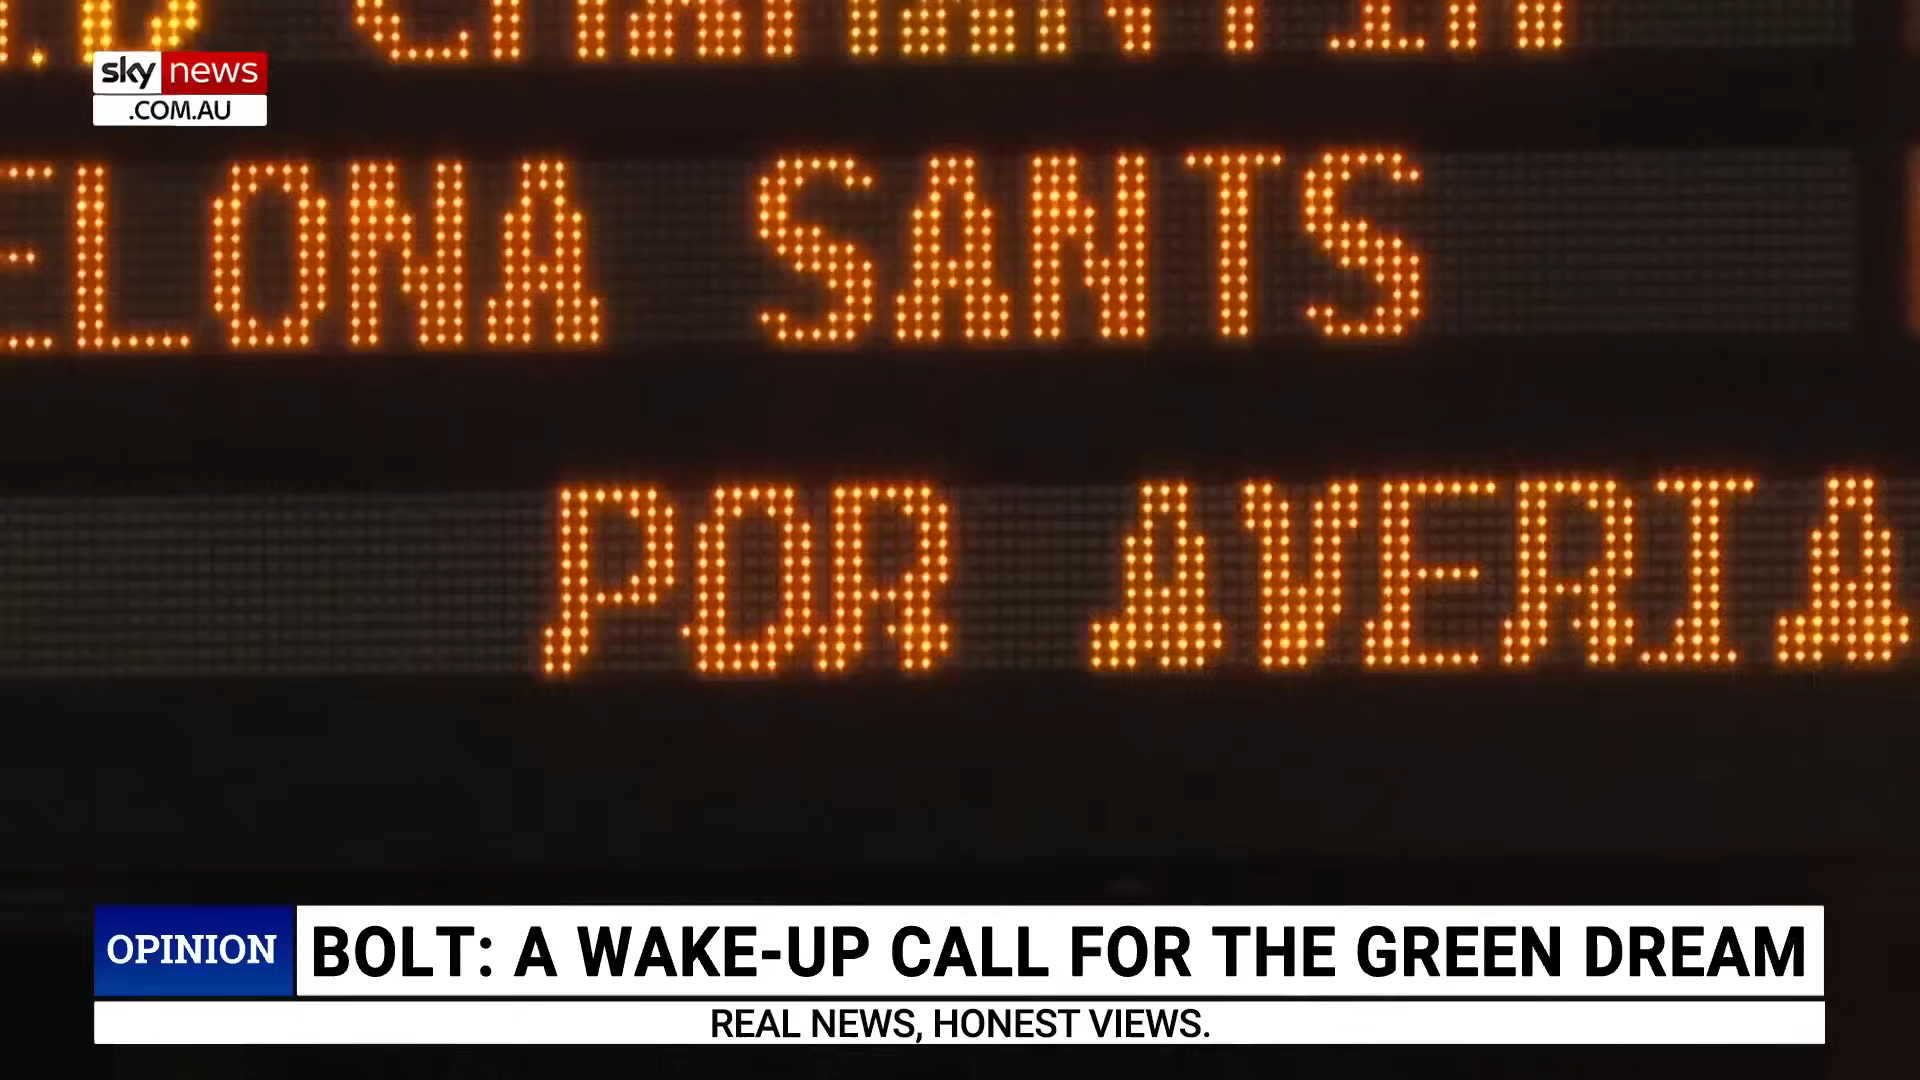 sky news
.COM.AU
ELONA SANTS
POR AVERIA
OPINION
BOLT: A WAKE-UP CALL FOR THE GREEN DREAM
REAL NEWS, HONEST VIEWS.